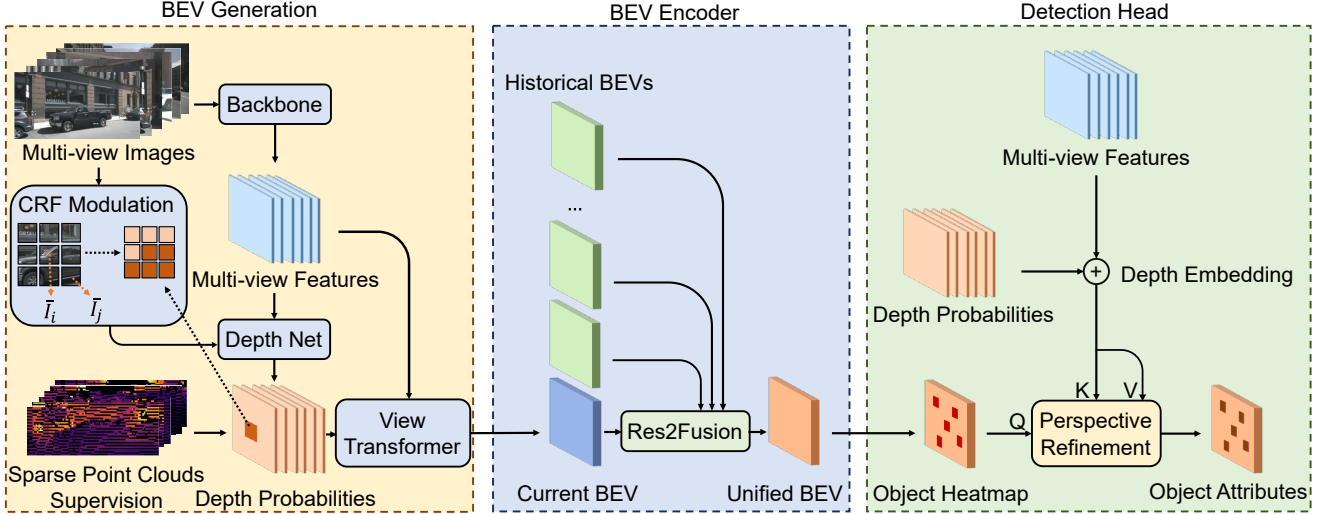 BEV Generation
Multi-view Images
Backbone
CRF Modulation
Ī_i
Ī_j
Multi-view Features
Depth Net
Sparse Point Clouds
Supervision
Depth Probabilities
View
Transformer
BEV Encoder
Historical BEVs
...
Res2Fusion
Current BEV
Unified BEV
Detection Head
Multi-view Features
+
Depth Embedding
Depth Probabilities
K
V
Q
Perspective
Refinement
Object Heatmap
Object Attributes